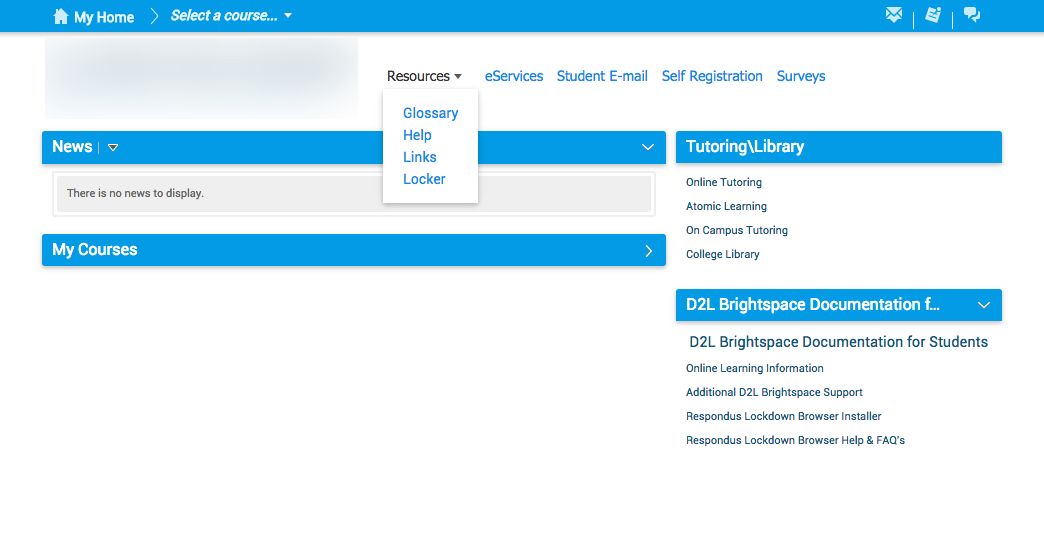 My Home Select a course...
Resources eServices Student E-mail Self Registration Surveys
Glossary
Help
Links
Locker
News
There is no news to display.
My Courses
Tutoring\Library
Online Tutoring
Atomic Learning
On Campus Tutoring
College Library
D2L Brightspace Documentation f...
D2L Brightspace Documentation for Students
Online Learning Information
Additional D2L Brightspace Support
Respondus Lockdown Browser Installer
Respondus Lockdown Browser Help & FAQ's